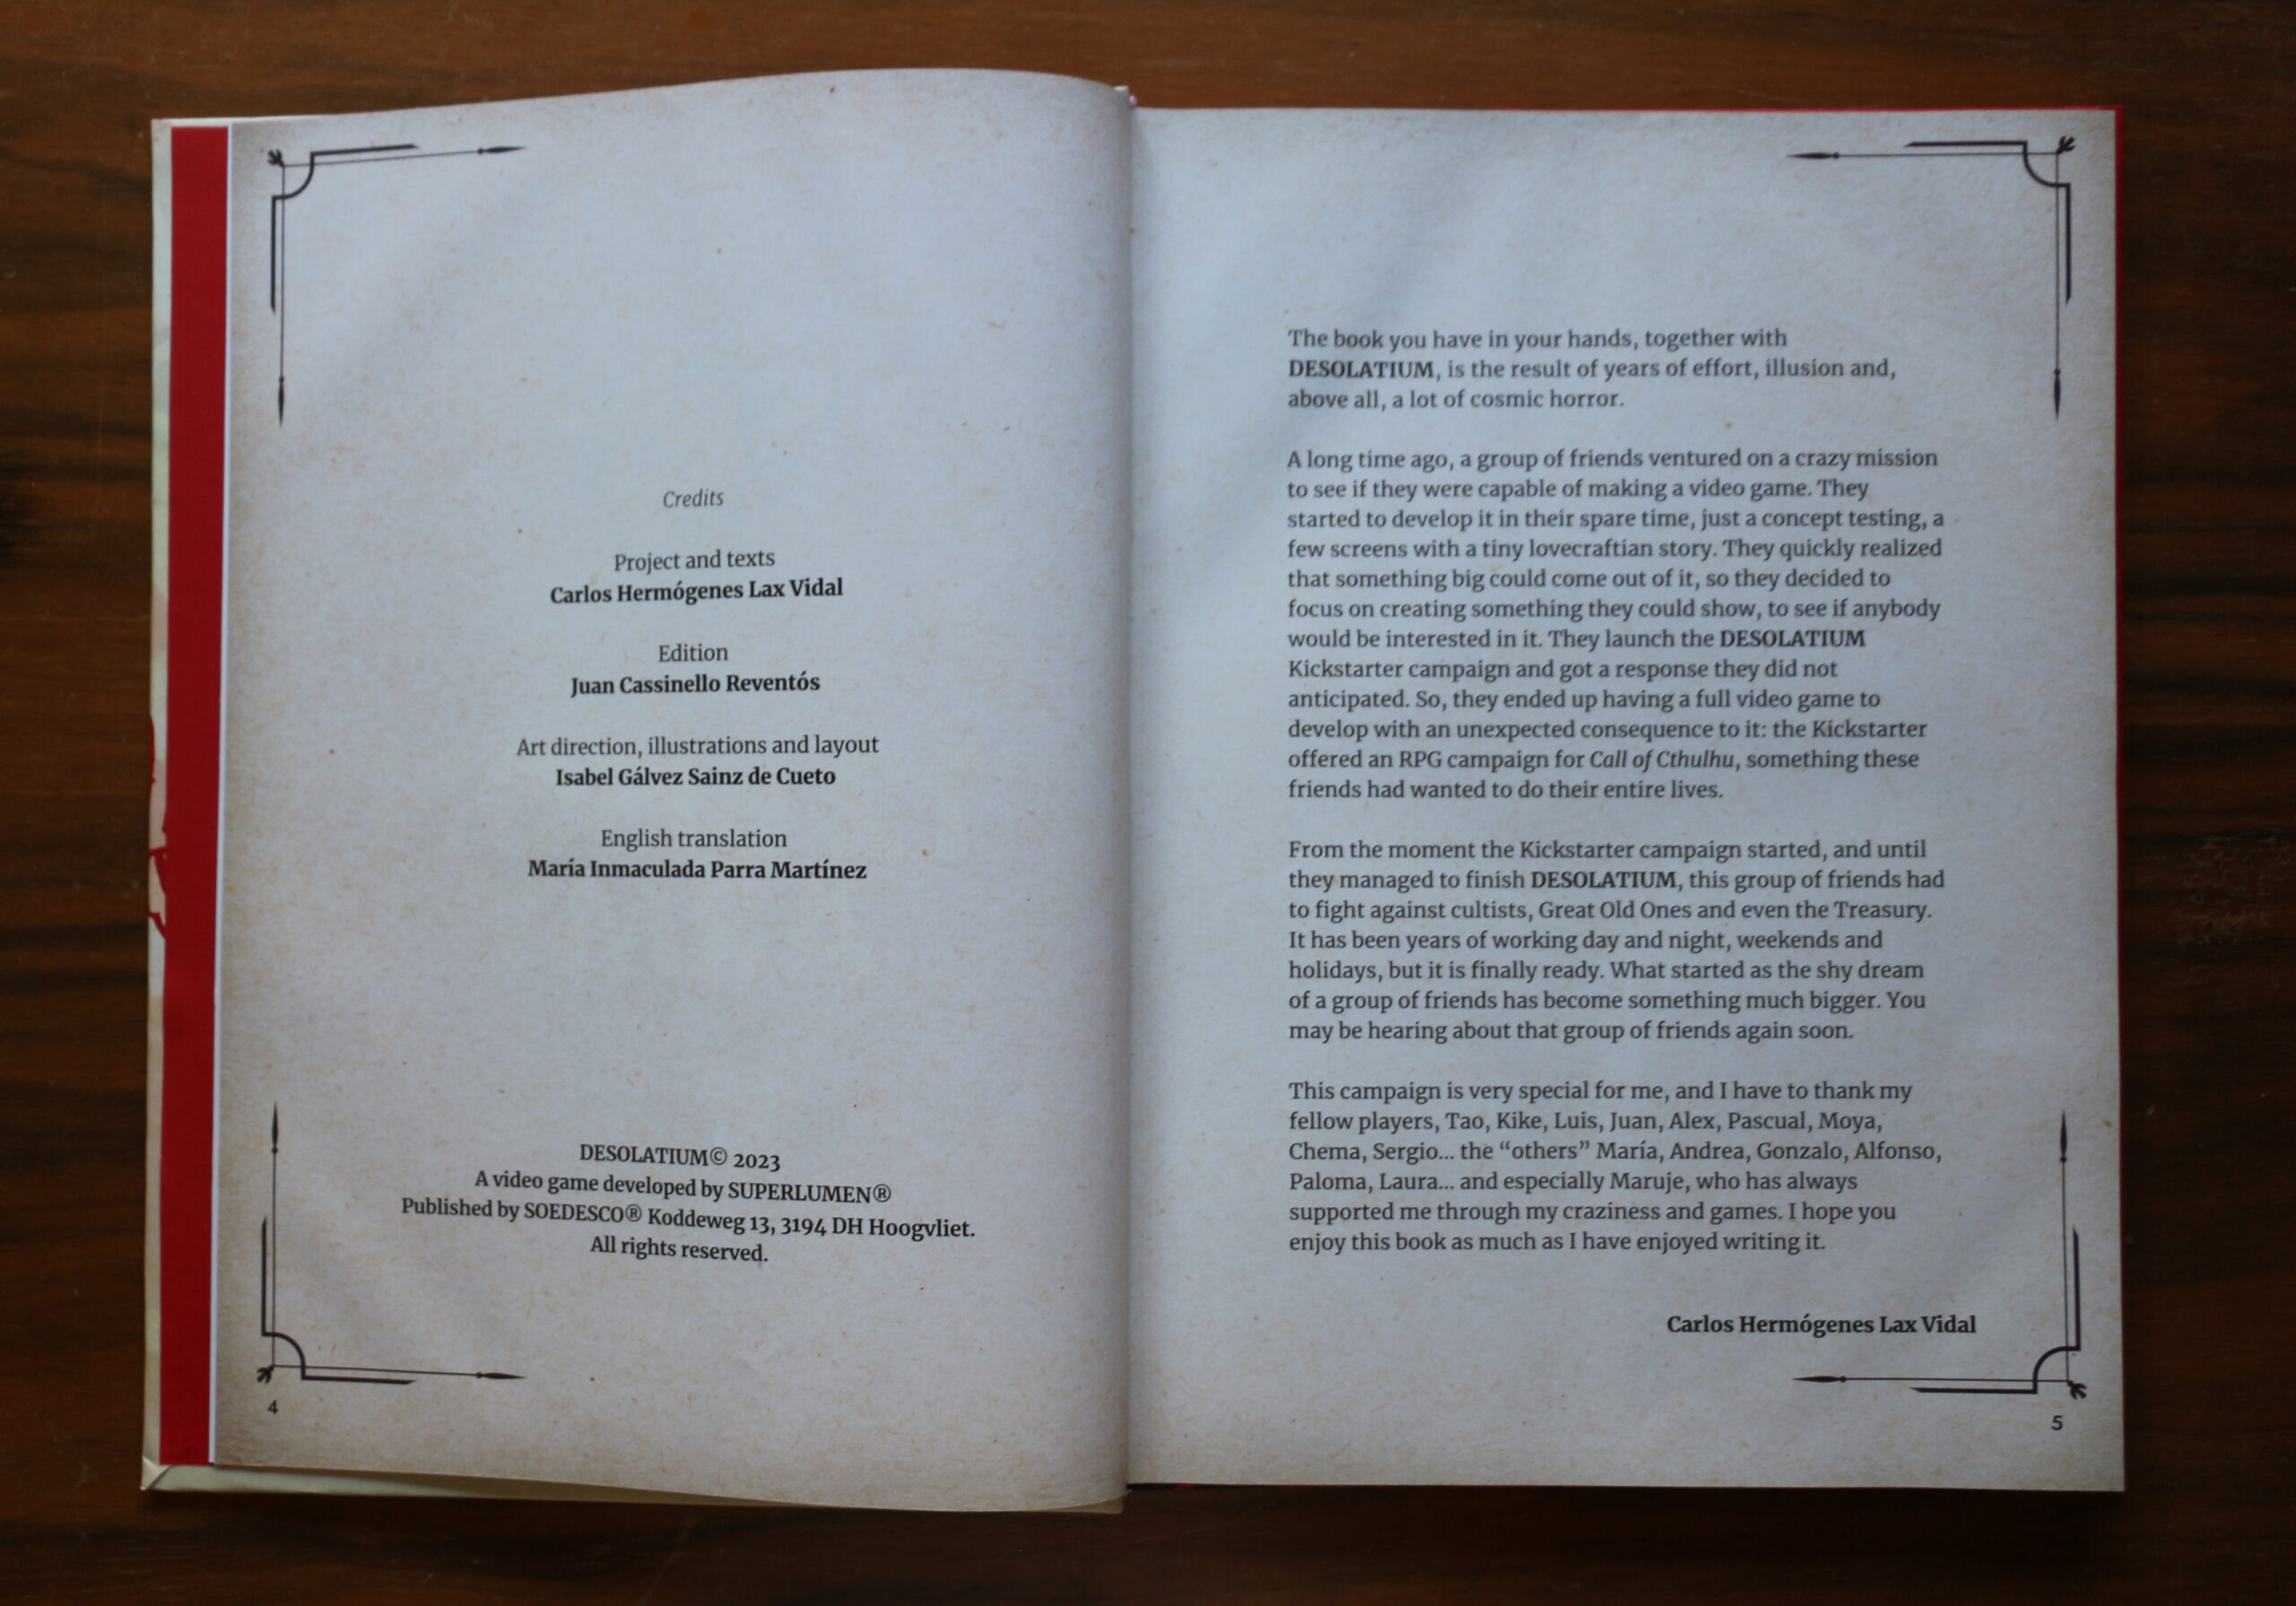 Credits
Project and texts
Carlos Hermógenes Lax Vidal
Edition
Juan Cassinello Reventós
Art direction, illustrations and layout
Isabel Gálvez Sainz de Cueto
English translation
María Inmaculada Parra Martínez
DESOLATIUM© 2023
A video game developed by SUPERLUMEN®
Published by SOEDESCO® Koddeweg 13, 3194 DH Hoogvliet.
All rights reserved.
4
The book you have in your hands, together with
DESOLATIUM, is the result of years of effort, illusion and,
above all, a lot of cosmic horror.
A long time ago, a group of friends ventured on a crazy mission
to see if they were capable of making a video game. They
started to develop it in their spare time, just a concept testing, a
few screens with a tiny lovecraftian story. They quickly realized
that something big could come out of it, so they decided to
focus on creating something they could show, to see if anybody
would be interested in it. They launch the DESOLATIUM
Kickstarter campaign and got a response they did not
anticipated. So, they ended up having a full video game to
develop with an unexpected consequence to it: the Kickstarter
offered an RPG campaign for Call of Cthulhu, something these
friends had wanted to do their entire lives.
From the moment the Kickstarter campaign started, and until
they managed to finish DESOLATIUM, this group of friends had
to fight against cultists, Great Old Ones and even the Treasury.
It has been years of working day and night, weekends and
holidays, but it is finally ready. What started as the shy dream
of a group of friends has become something much bigger. You
may be hearing about that group of friends again soon.
This campaign is very special for me, and I have to thank my
fellow players, Tao, Kike, Luis, Juan, Alex, Pascual, Moya,
Chema, Sergio... the “others” María, Andrea, Gonzalo, Alfonso,
Paloma, Laura... and especially Maruje, who has always
supported me through my craziness and games. I hope you
enjoy this book as much as I have enjoyed writing it.
Carlos Hermógenes Lax Vidal
5